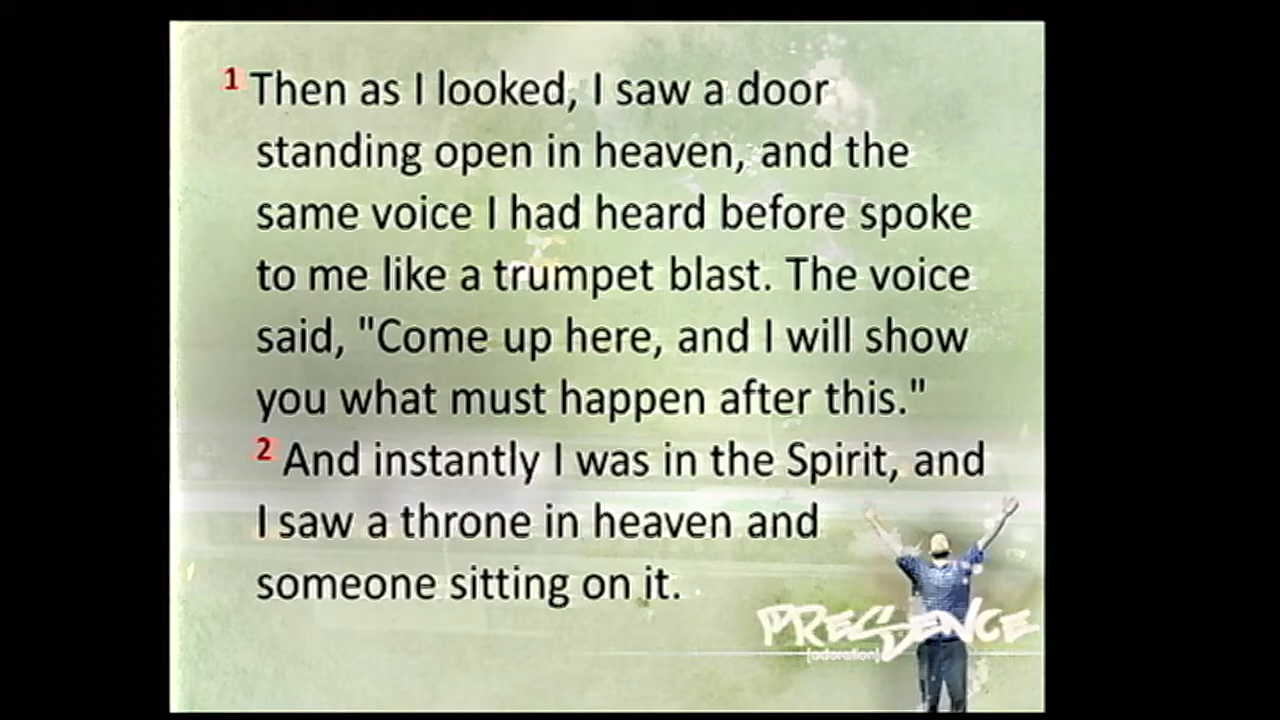 1 Then as I looked, I saw a door
standing open in heaven, and the
same voice I had heard before spoke
to me like a trumpet blast. The voice
said, "Come up here, and I will show
you what must happen after this."
2 And instantly I was in the Spirit, and
I saw a throne in heaven and
someone sitting on it.
PRESENCE
(adoration)